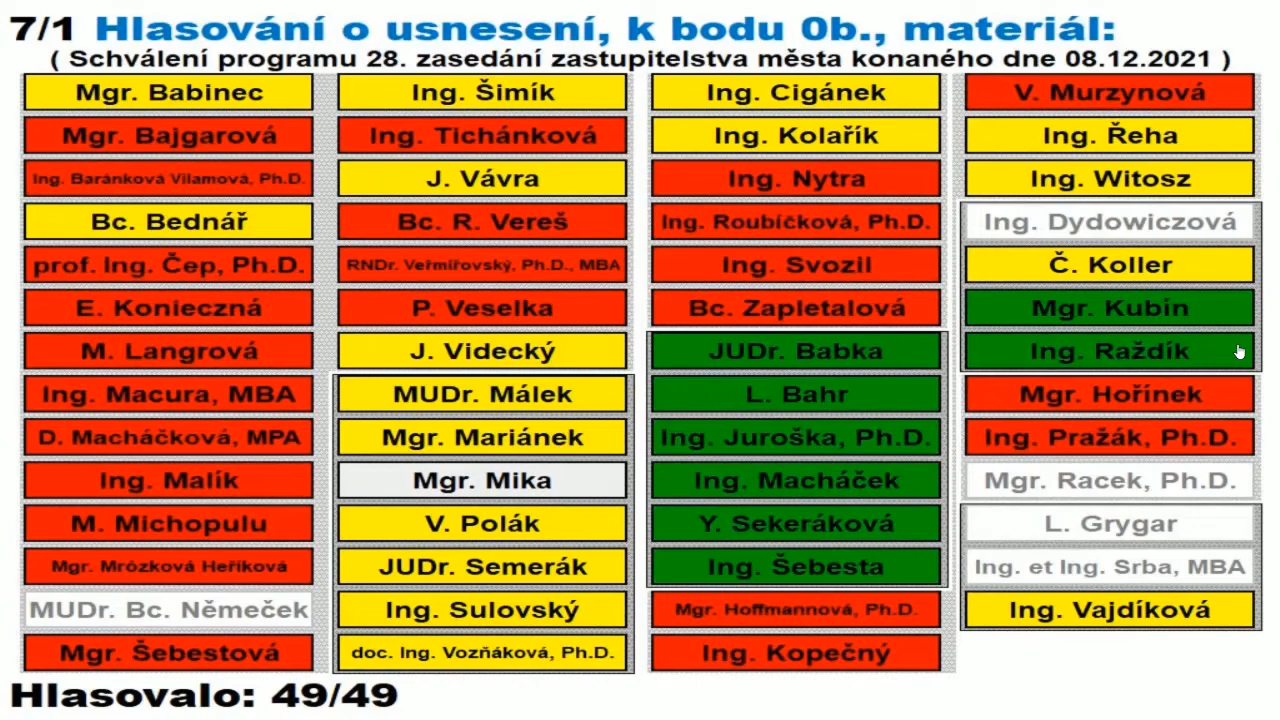 7/1 Hlasování o usnesení, k bodu 0b., materiál:
( Schválení programu 28. zasedání zastupitelstva města konaného dne 08.12.2021 )
Mgr. Babinec
Mgr. Bajgarová
Ing. Baránková Vilamová, Ph.D.
Bc. Bednář
prof. Ing. Čep, Ph.D.
E. Konieczná
M. Langrová
Ing. Macura, MBA
D. Macháčková, MPA
Ing. Malík
M. Michopulu
Mgr. Mrózková Heříková
MUDr. Bc. Němeček
Mgr. Šebestová
Ing. Šimík
Ing. Tichánková
J. Vávra
Bc. R. Vereš
RNDr. Veřmiřovský, Ph.D., MBA
P. Veselka
J. Videcký
MUDr. Málek
Mgr. Mariánek
Mgr. Mika
V. Polák
JUDr. Semerák
Ing. Sulovský
doc. Ing. Vozňáková, Ph.D.
Ing. Cigánek
Ing. Kolařík
Ing. Nytra
Ing. Roubíčková, Ph.D.
Ing. Svozil
Bc. Zapletalová
JUDr. Babka
L. Bahr
Ing. Juroška, Ph.D.
Ing. Macháček
Y. Sekeráková
Ing. Šebesta
Mgr. Hoffmannová, Ph.D.
Ing. Kopečný
V. Murzynová
Ing. Řeha
Ing. Witosz
Ing. Dydowiczová
Č. Koller
Mgr. Kubín
Ing. Raždík
Mgr. Hořínek
Ing. Pražák, Ph.D.
Mgr. Racek, Ph.D.
L. Grygar
Ing. et Ing. Srba, MBA
Ing. Vajdíková
Hlasovalo: 49/49